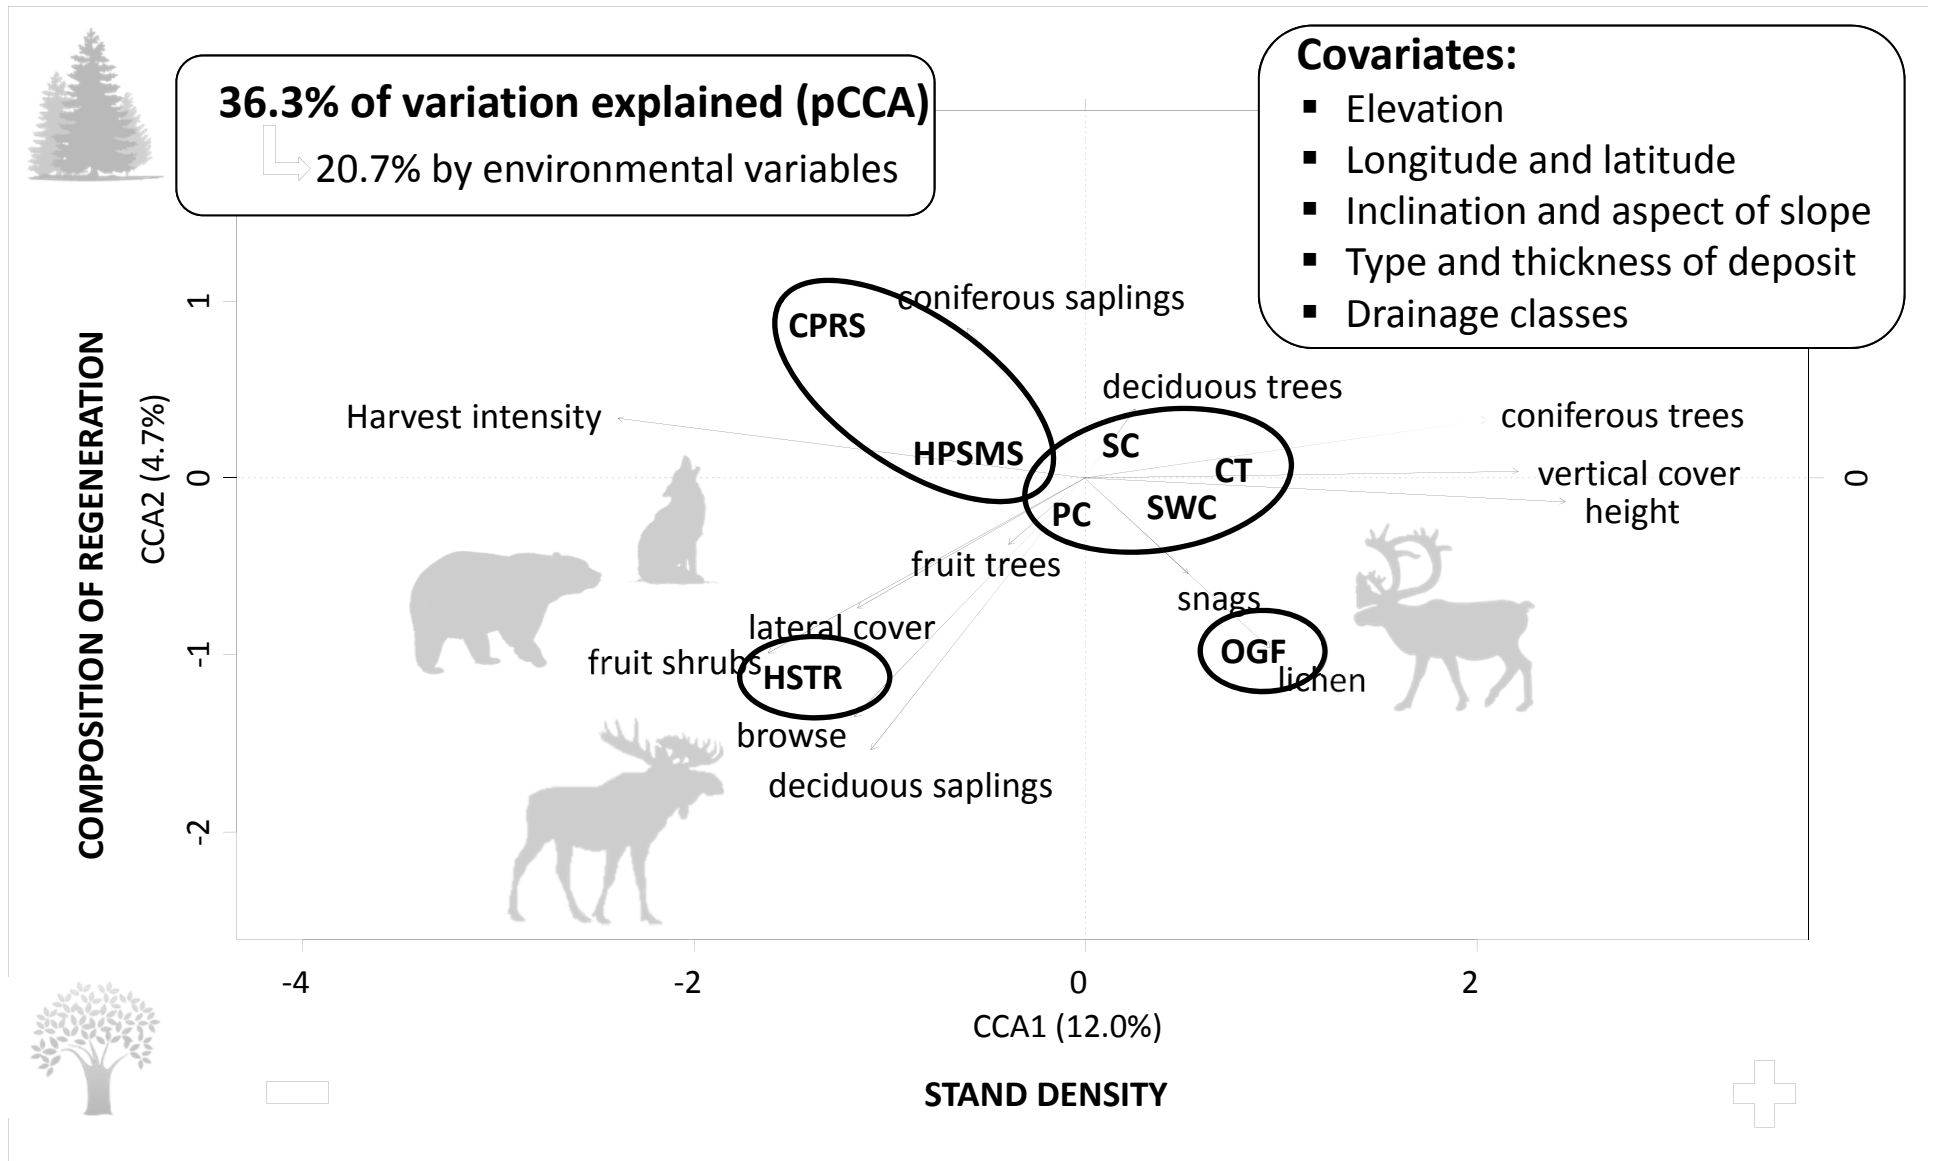 36.3% of variation explained (pCCA)
20.7% by environmental variables
Covariates:
▪ Elevation
▪ Longitude and latitude
▪ Inclination and aspect of slope
▪ Type and thickness of deposit
▪ Drainage classes
COMPOSITION OF REGENERATION
CCA2 (4.7%)
1
0
-1
-2
coniferous saplings
CPRS
deciduous trees
Harvest intensity
coniferous trees
HPSMS
SC
CT
vertical cover
0
PC
SWC
height
fruit trees
snags
lateral cover
fruit shrubs
HSTR
OGF
lichen
browse
deciduous saplings
-4
-2
0
2
CCA1 (12.0%)
STAND DENSITY